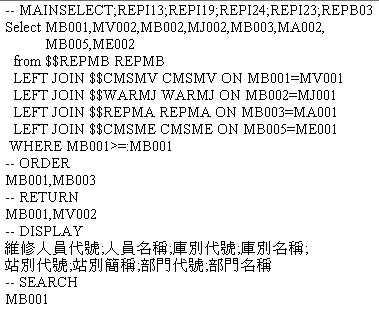 -- MAINSELECT;REPI13;REPI19;REPI24;REPI23;REPB03
Select MB001,MV002,MB002,MJ002,MB003,MA002,
MB005,ME002
from $$REPMB REPMB
LEFT JOIN $$CMSMV CMSMV ON MB001=MV001
LEFT JOIN $$WARMJ WARMJ ON MB002=MJ001
LEFT JOIN $$REPMA REPMA ON MB003=MA001
LEFT JOIN $$CMSME CMSME ON MB005=ME001
WHERE MB001>=:MB001
-- ORDER
MB001,MB003
-- RETURN
MB001,MV002
-- DISPLAY
維修人員代號;人員名稱;庫別代號;庫別名稱;
站別代號;站別簡稱;部門代號;部門名稱
-- SEARCH
MB001